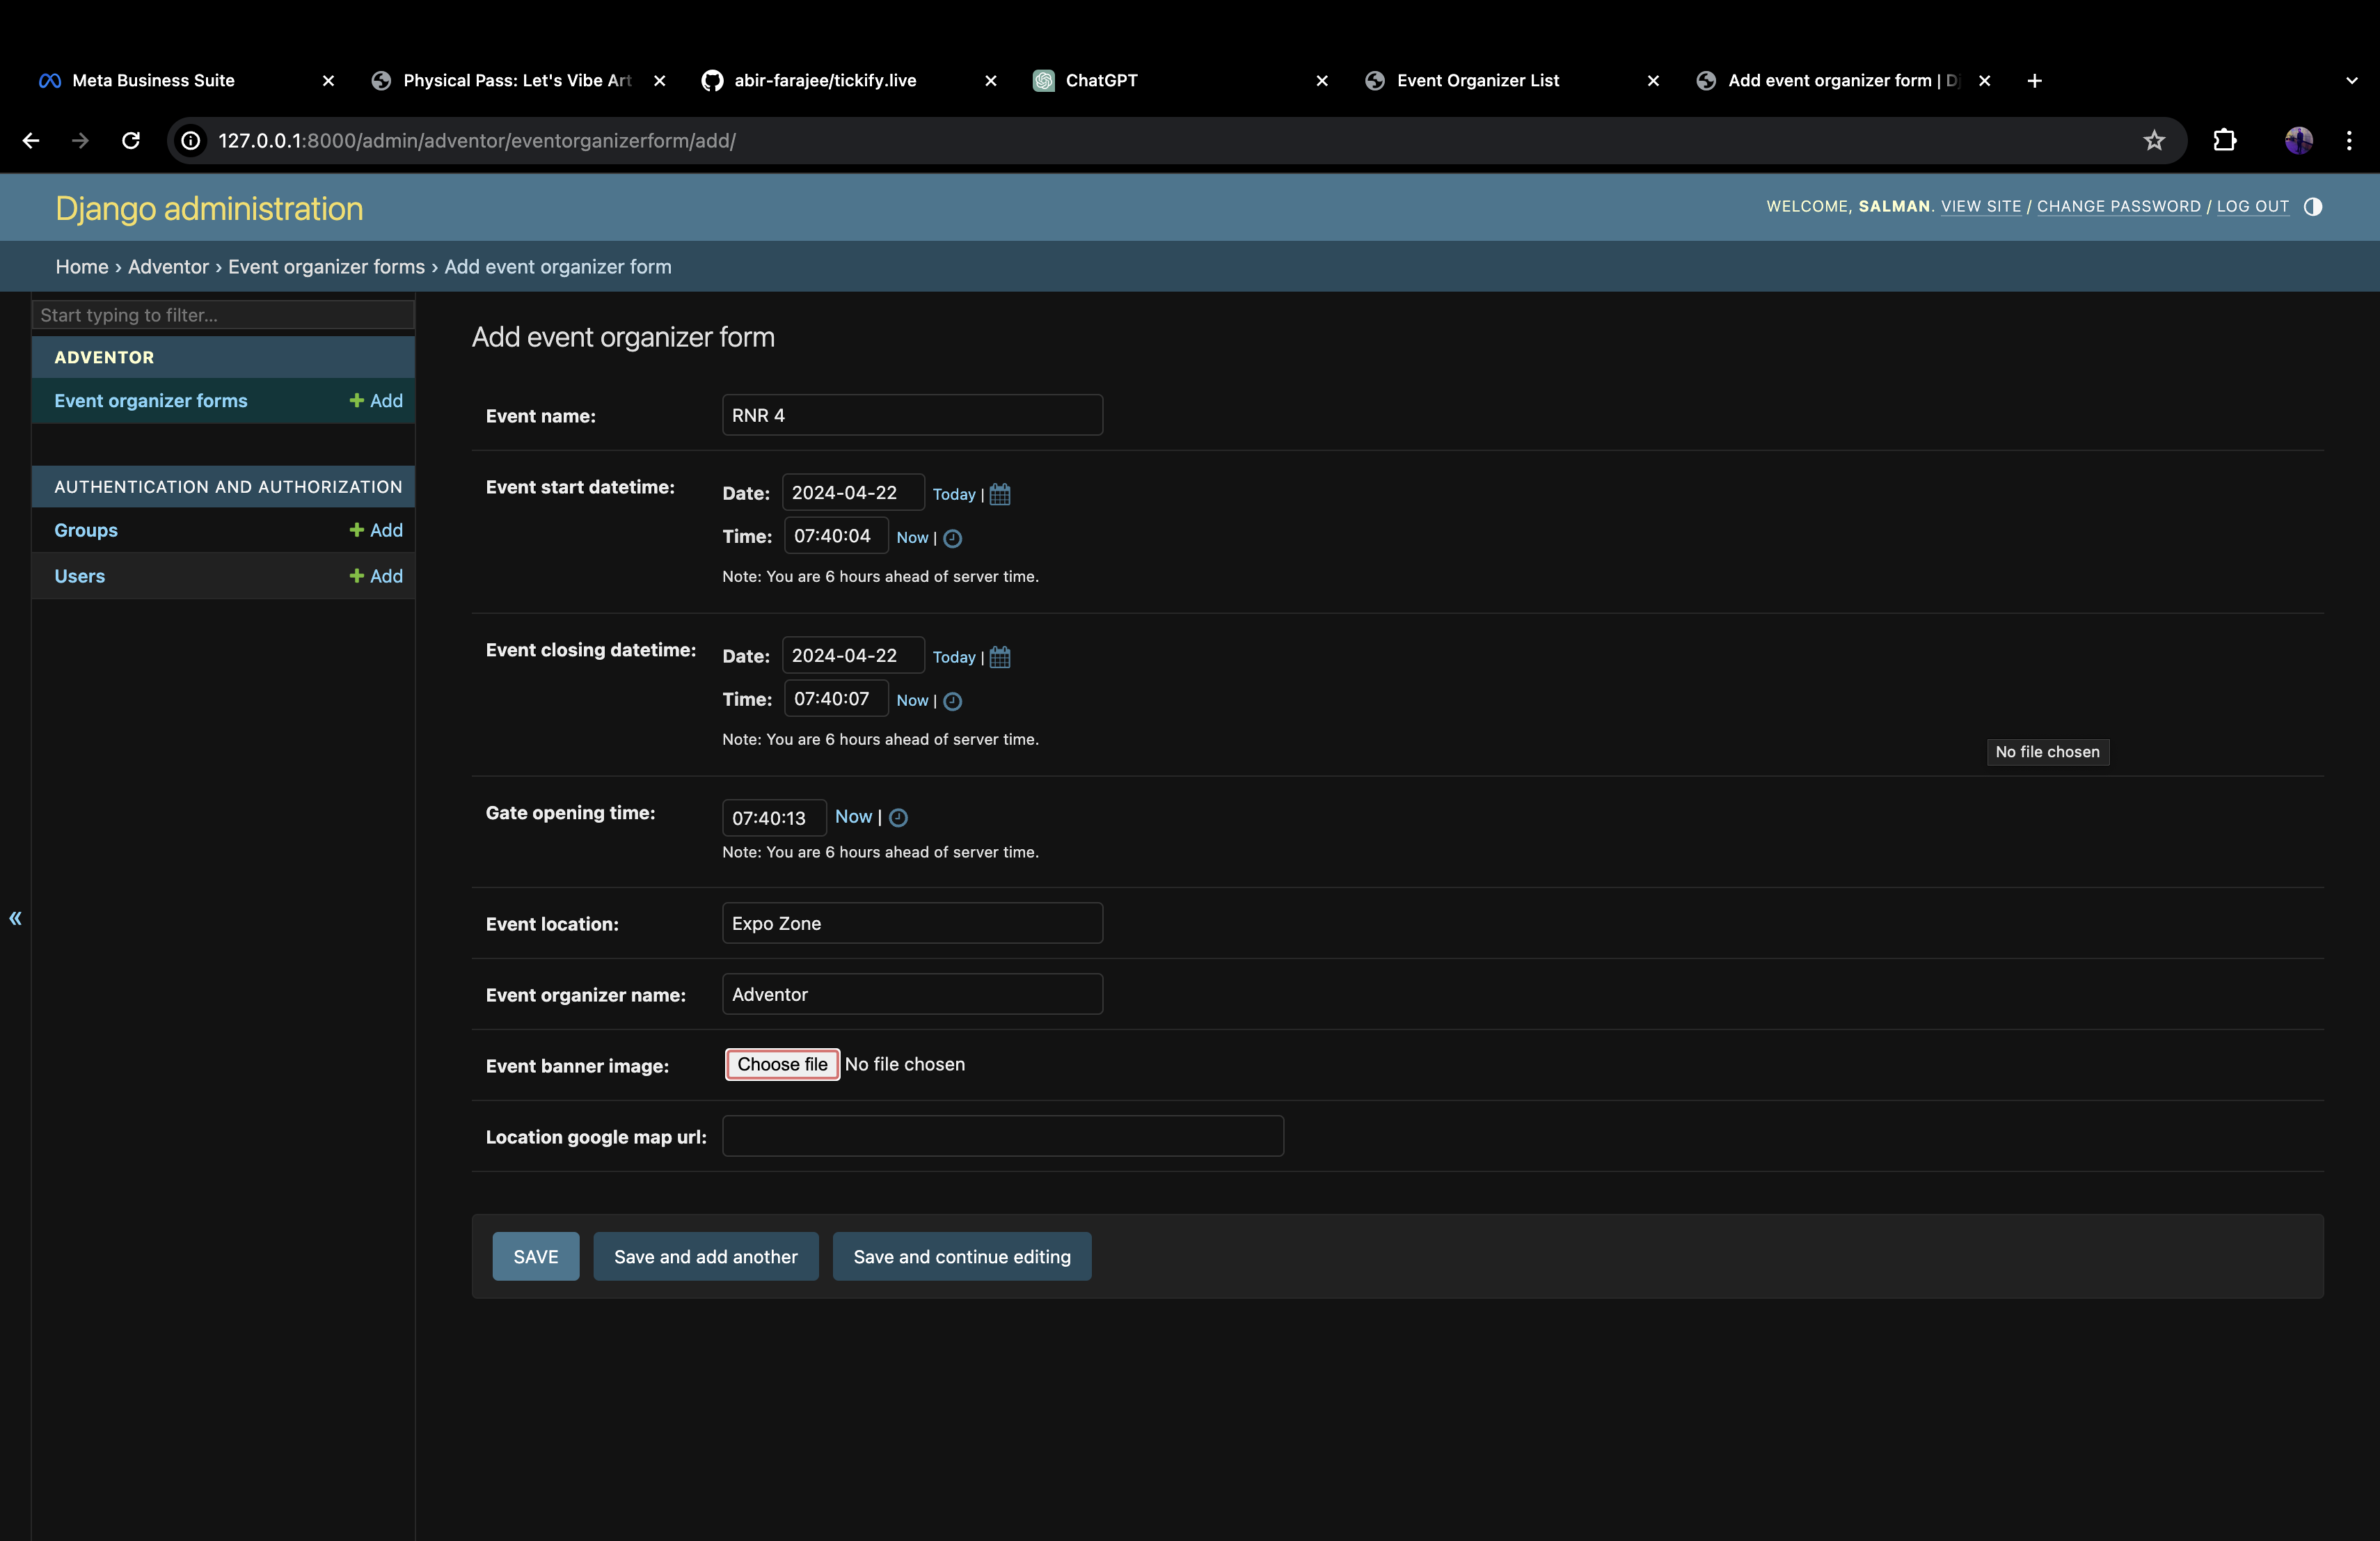 Meta Business Suite
Physical Pass: Let's Vibe Art
abir-farajee/tickify.live
ChatGPT
Event Organizer List
Add event organizer form | Dj
127.0.0.1:8000/admin/adventor/eventorganizerform/add/
Django administration
WELCOME, SALMAN. VIEW SITE / CHANGE PASSWORD / LOG OUT
Home › Adventor › Event organizer forms › Add event organizer form
Start typing to filter...
ADVENTOR
Event organizer forms + Add
AUTHENTICATION AND AUTHORIZATION
Groups + Add
Users + Add
«
Add event organizer form
Event name: RNR 4
Event start datetime: Date: 2024-04-22 Today |
Time: 07:40:04 Now |
Note: You are 6 hours ahead of server time.
Event closing datetime: Date: 2024-04-22 Today |
Time: 07:40:07 Now |
Note: You are 6 hours ahead of server time.
No file chosen
Gate opening time: 07:40:13 Now |
Note: You are 6 hours ahead of server time.
Event location: Expo Zone
Event organizer name: Adventor
Event banner image: Choose file No file chosen
Location google map url:
SAVE Save and add another Save and continue editing